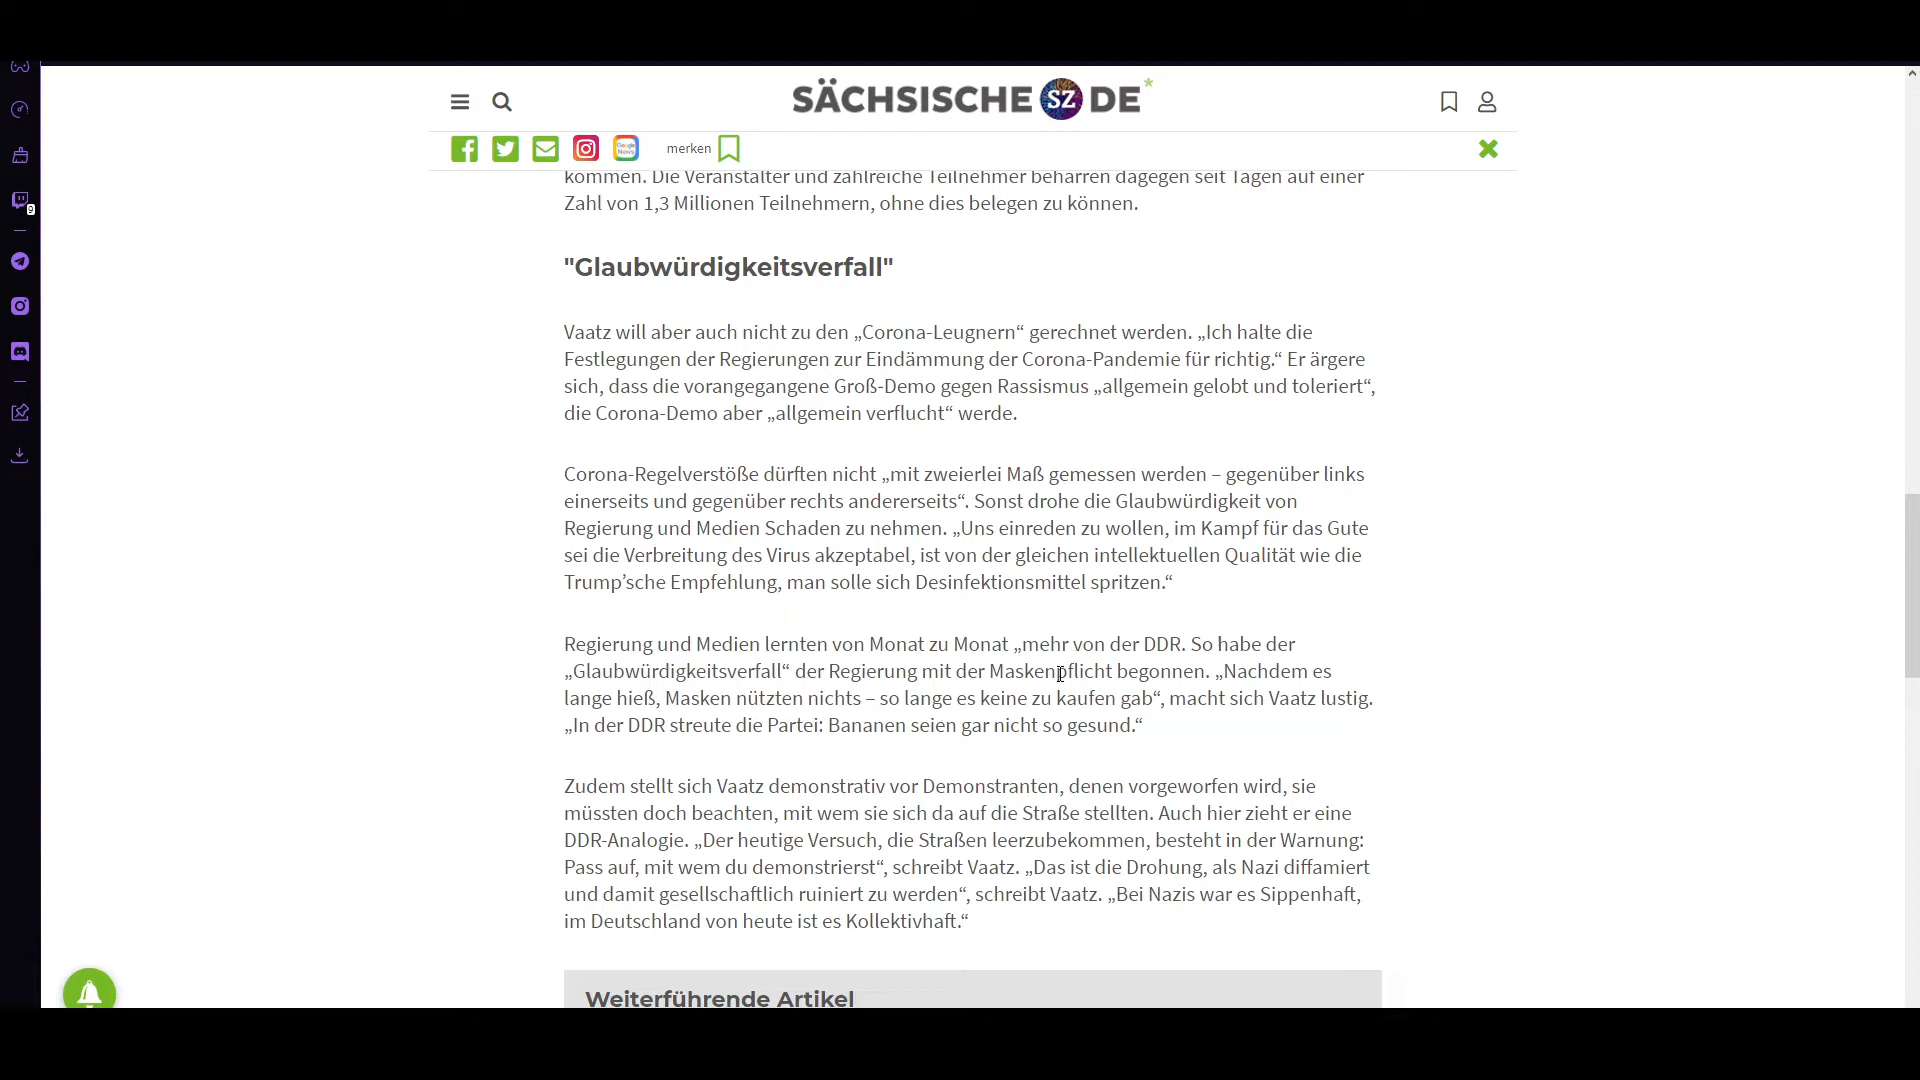 SÄCHSISCHE SZ DE*
merken
Google News
kommen. Die Veranstalter und zahlreiche Teilnehmer beharren dagegen seit Tagen auf einer
Zahl von 1,3 Millionen Teilnehmern, ohne dies belegen zu können.
"Glaubwürdigkeitsverfall"
Vaatz will aber auch nicht zu den „Corona-Leugnern“ gerechnet werden. „Ich halte die
Festlegungen der Regierungen zur Eindämmung der Corona-Pandemie für richtig.“ Er ärgere
sich, dass die vorangegangene Groß-Demo gegen Rassismus „allgemein gelobt und toleriert“,
die Corona-Demo aber „allgemein verflucht“ werde.
Corona-Regelverstöße dürften nicht „mit zweierlei Maß gemessen werden – gegenüber links
einerseits und gegenüber rechts andererseits“. Sonst drohe die Glaubwürdigkeit von
Regierung und Medien Schaden zu nehmen. „Uns einreden zu wollen, im Kampf für das Gute
sei die Verbreitung des Virus akzeptabel, ist von der gleichen intellektuellen Qualität wie die
Trump’sche Empfehlung, man solle sich Desinfektionsmittel spritzen.“
Regierung und Medien lernten von Monat zu Monat „mehr von der DDR. So habe der
„Glaubwürdigkeitsverfall“ der Regierung mit der Maskenpflicht begonnen. „Nachdem es
lange hieß, Masken nützten nichts – so lange es keine zu kaufen gab“, macht sich Vaatz lustig.
„In der DDR streute die Partei: Bananen seien gar nicht so gesund.“
Zudem stellt sich Vaatz demonstrativ vor Demonstranten, denen vorgeworfen wird, sie
müssten doch beachten, mit wem sie sich da auf die Straße stellten. Auch hier zieht er eine
DDR-Analogie. „Der heutige Versuch, die Straßen leerzubekommen, besteht in der Warnung:
Pass auf, mit wem du demonstrierst“, schreibt Vaatz. „Das ist die Drohung, als Nazi diffamiert
und damit gesellschaftlich ruiniert zu werden“, schreibt Vaatz. „Bei Nazis war es Sippenhaft,
im Deutschland von heute ist es Kollektivhaft.“
Weiterführende Artikel